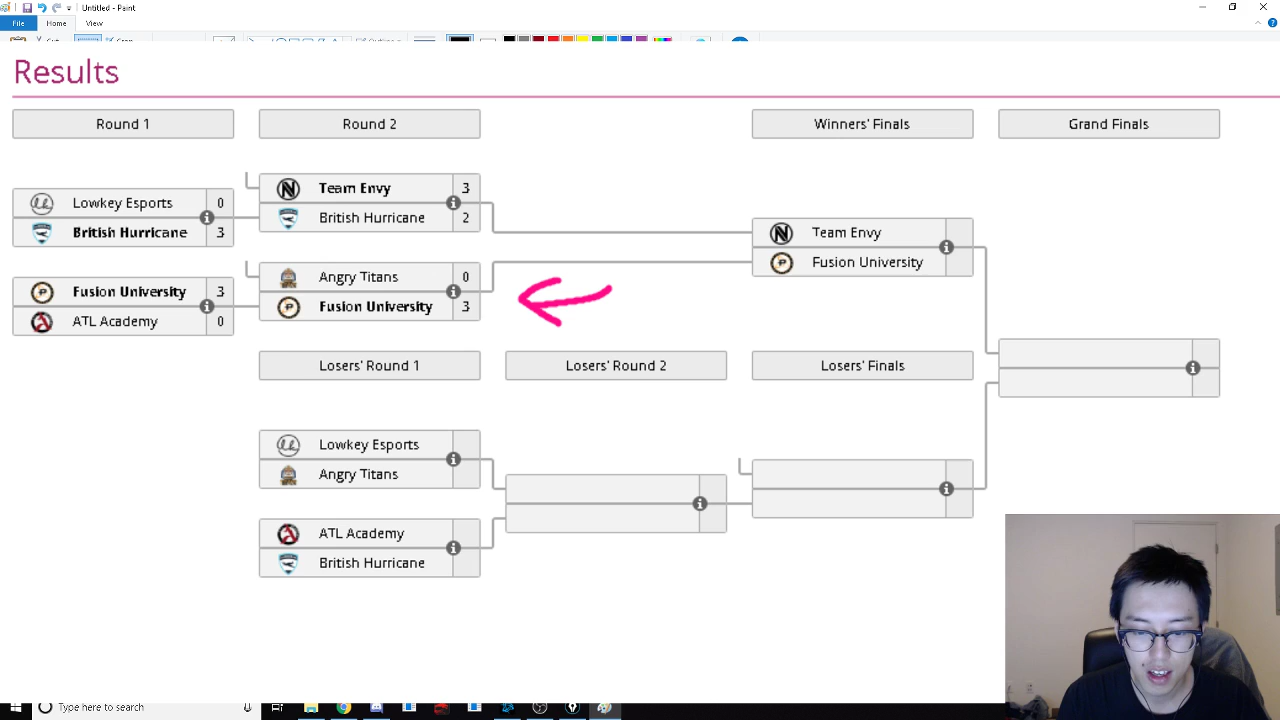 Untitled - Paint
File Home View
Results
Round 1 Round 2 Winners' Finals Grand Finals
Team Envy 3
British Hurricane 2
Lowkey Esports 0
British Hurricane 3
Team Envy
Fusion University
Angry Titans 0
Fusion University 3
Fusion University 3
ATL Academy 0
Losers' Round 1 Losers' Round 2 Losers' Finals
Lowkey Esports
Angry Titans
ATL Academy
British Hurricane
Type here to search